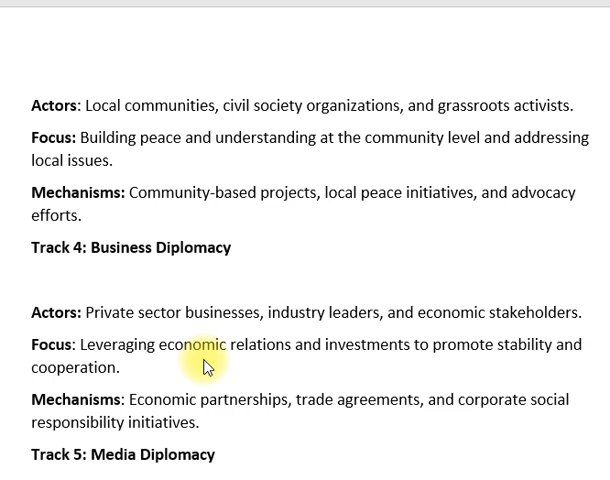 Actors: Local communities, civil society organizations, and grassroots activists.
Focus: Building peace and understanding at the community level and addressing
local issues.
Mechanisms: Community-based projects, local peace initiatives, and advocacy
efforts.
Track 4: Business Diplomacy
Actors: Private sector businesses, industry leaders, and economic stakeholders.
Focus: Leveraging economic relations and investments to promote stability and
cooperation.
Mechanisms: Economic partnerships, trade agreements, and corporate social
responsibility initiatives.
Track 5: Media Diplomacy